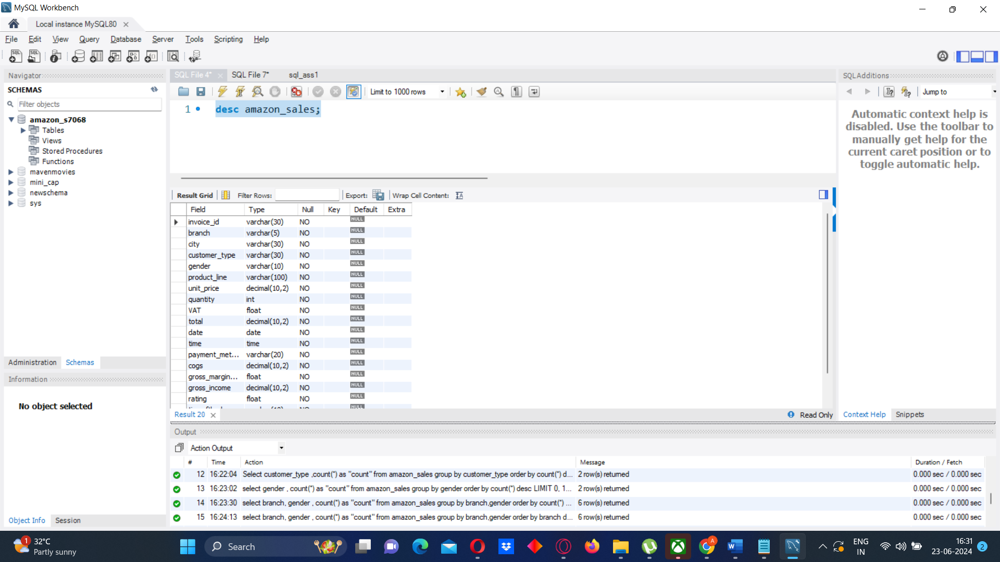 MySQL Workbench
Local instance MySQL80
File Edit View Query Database Server Tools Scripting Help
Navigator
SCHEMAS
Filter objects
amazon_s7068
Tables
Views
Stored Procedures
Functions
mavenmovies
mini_cap
newschema
sys
Administration Schemas
Information
No object selected
Object Info Session
SQL File 4* SQL File 7* sql_ass1
Limit to 1000 rows
1 desc amazon_sales;
Result Grid Filter Rows: Export: Wrap Cell Content:
Field Type Null Key Default Extra
invoice_id varchar(30) NO NULL
branch varchar(5) NO NULL
city varchar(30) NO NULL
customer_type varchar(30) NO NULL
gender varchar(10) NO NULL
product_line varchar(100) NO NULL
unit_price decimal(10,2) NO NULL
quantity int NO NULL
VAT float NO NULL
total decimal(10,2) NO NULL
date date NO NULL
time time NO NULL
payment_met... varchar(20) NO NULL
cogs decimal(10,2) NO NULL
gross_margin... float NO NULL
gross_income decimal(10,2) NO NULL
rating float NO NULL
NULL
Result 20
Read Only
SQLAdditions
Jump to
Automatic context help is
disabled. Use the toolbar to
manually get help for the
current caret position or to
toggle automatic help.
Context Help Snippets
Output
Action Output
# Time Action Message Duration / Fetch
12 16:22:04 Select customer_type ,count(*) as "count" from amazon_sales group by customer_type order by count(*) d... 2 row(s) returned 0.000 sec / 0.000 sec
13 16:23:02 select gender , count(*) as "count" from amazon_sales group by gender order by count(*) desc LIMIT 0, 1... 2 row(s) returned 0.000 sec / 0.000 sec
14 16:23:30 select branch, gender , count(*) as "count" from amazon_sales group by branch,gender order by count(*) ... 6 row(s) returned 0.000 sec / 0.000 sec
15 16:24:13 select branch, gender , count(*) as "count" from amazon_sales group by branch,gender order by branch d... 6 row(s) returned 0.000 sec / 0.000 sec
1
32°C
Partly sunny
Search
A
ENG
IN
16:31
23-06-2024
2